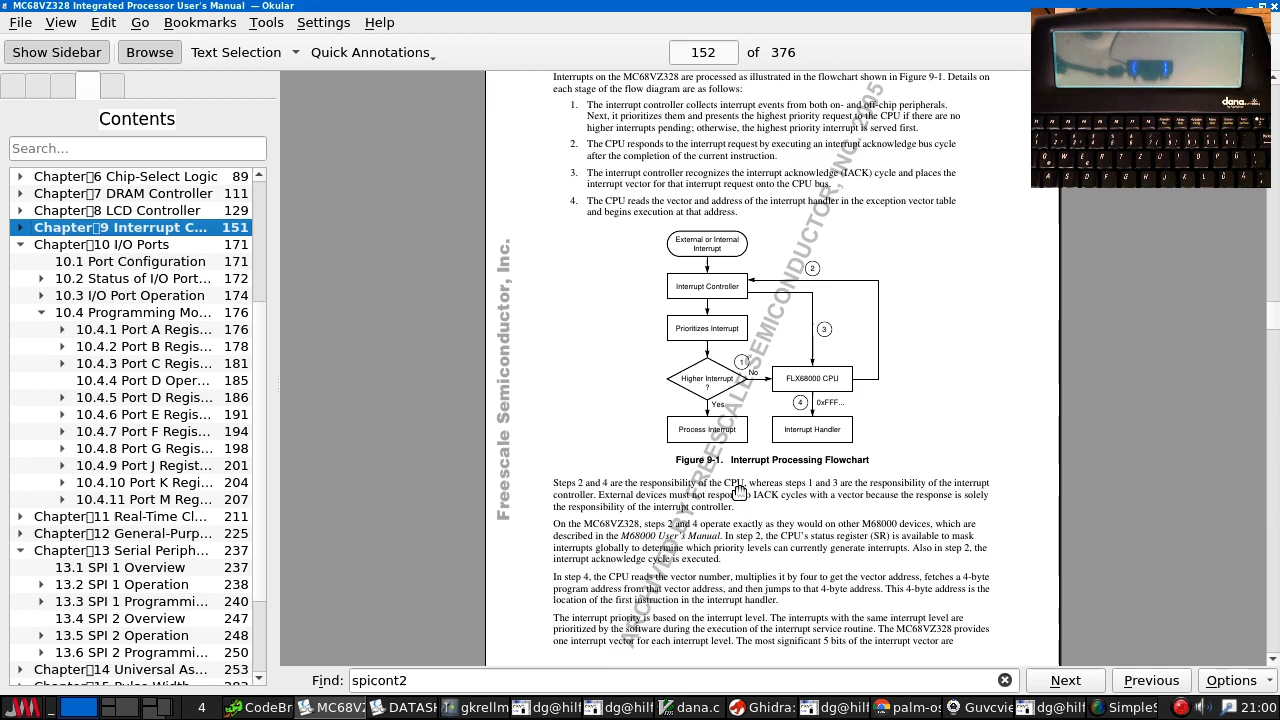 MC68VZ328 Integrated Processor User's Manual — Okular
File View Edit Go Bookmarks Tools Settings Help
Show Sidebar Browse Text Selection Quick Annotations 152 of 376
Contents
Search...
Chapter 6 Chip-Select Logic 89
Chapter 7 DRAM Controller 111
Chapter 8 LCD Controller 129
Chapter 9 Interrupt C... 151
Chapter 10 I/O Ports 171
10.1 Port Configuration 171
10.2 Status of I/O Port... 172
10.3 I/O Port Operation 174
10.4 Programming Mo... 176
10.4.1 Port A Regis... 176
10.4.2 Port B Regis... 178
10.4.3 Port C Regis... 181
10.4.4 Port D Oper... 185
10.4.5 Port D Regis... 186
10.4.6 Port E Regis... 191
10.4.7 Port F Regis... 194
10.4.8 Port G Regis... 198
10.4.9 Port J Regist... 201
10.4.10 Port K Reg... 204
10.4.11 Port M Reg... 207
Chapter 11 Real-Time Cl... 211
Chapter 12 General-Purp... 225
Chapter 13 Serial Periph... 237
13.1 SPI 1 Overview 237
13.2 SPI 1 Operation 238
13.3 SPI 1 Programmi... 240
13.4 SPI 2 Overview 247
13.5 SPI 2 Operation 248
13.6 SPI 2 Programmi... 250
Chapter 14 Universal As... 253
Interrupts on the MC68VZ328 are processed as illustrated in the flowchart shown in Figure 9-1. Details on
each stage of the flow diagram are as follows:
1. The interrupt controller collects interrupt events from both on- and off-chip peripherals.
Next, it prioritizes them and presents the highest priority request to the CPU if there are no
higher interrupts pending; otherwise, the highest priority interrupt is served first.
2. The CPU responds to the interrupt request by executing an interrupt acknowledge bus cycle
after the completion of the current instruction.
3. The interrupt controller recognizes the interrupt acknowledge (IACK) cycle and places the
interrupt vector for that interrupt request onto the CPU bus.
4. The CPU reads the vector and address of the interrupt handler in the exception vector table
and begins execution at that address.
External or Internal
Interrupt
2
Interrupt Controller
Prioritizes Interrupt
3
1
No
Higher Interrupt
?
FLX68000 CPU
Yes
4
0xFFF...
Process Interrupt
Interrupt Handler
Figure 9-1. Interrupt Processing Flowchart
Steps 2 and 4 are the responsibility of the CPU, whereas steps 1 and 3 are the responsibility of the interrupt
controller. External devices must not respond to IACK cycles with a vector because the response is solely
the responsibility of the interrupt controller.
On the MC68VZ328, steps 2 and 4 operate exactly as they would on other M68000 devices, which are
described in the M68000 User's Manual. In step 2, the CPU's status register (SR) is available to mask
interrupts globally to determine which priority levels can currently generate interrupts. Also in step 2, the
interrupt acknowledge cycle is executed.
In step 4, the CPU reads the vector number, multiplies it by four to get the vector address, fetches a 4-byte
program address from that vector address, and then jumps to that 4-byte address. This 4-byte address is the
location of the first instruction in the interrupt handler.
The interrupt priority is based on the interrupt level. The interrupts with the same interrupt level are
prioritized by the software during the execution of the interrupt service routine. The MC68VZ328 provides
one interrupt vector for each interrupt level. The most significant 5 bits of the interrupt vector are
Freescale Semiconductor, Inc.
ARCHIVED BY FREESCALE SEMICONDUCTOR, INC. 2005
dana
Find: spicont2 Next Previous Options
4 CodeBr MC68V DATASH gkrellm dg@hilf dg@hilf dana.c Ghidra: dg@hilf palm-os Guvcvie dg@hilf SimpleS 21:00